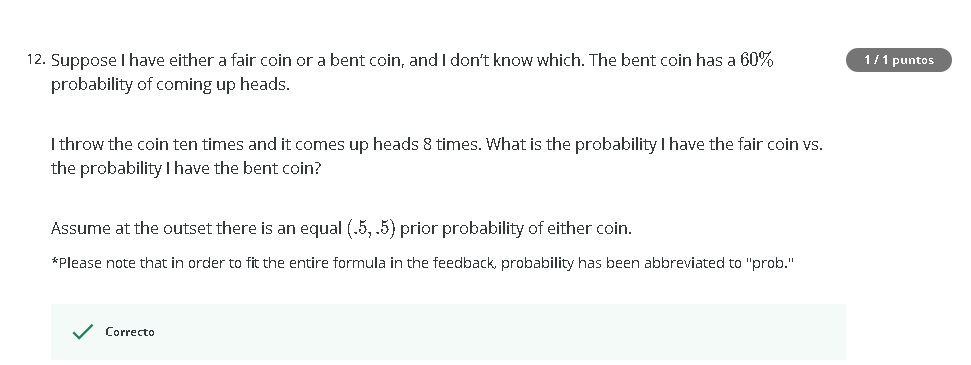 12. Suppose I have either a fair coin or a bent coin, and I don't know which. The bent coin has a 60%
1 / 1 puntos
probability of coming up heads.
I throw the coin ten times and it comes up heads 8 times. What is the probability I have the fair coin vs.
the probability I have the bent coin?
Assume at the outset there is an equal (.5, .5) prior probability of either coin.
*Please note that in order to fit the entire formula in the feedback, probability has been abbreviated to "prob."
Correcto